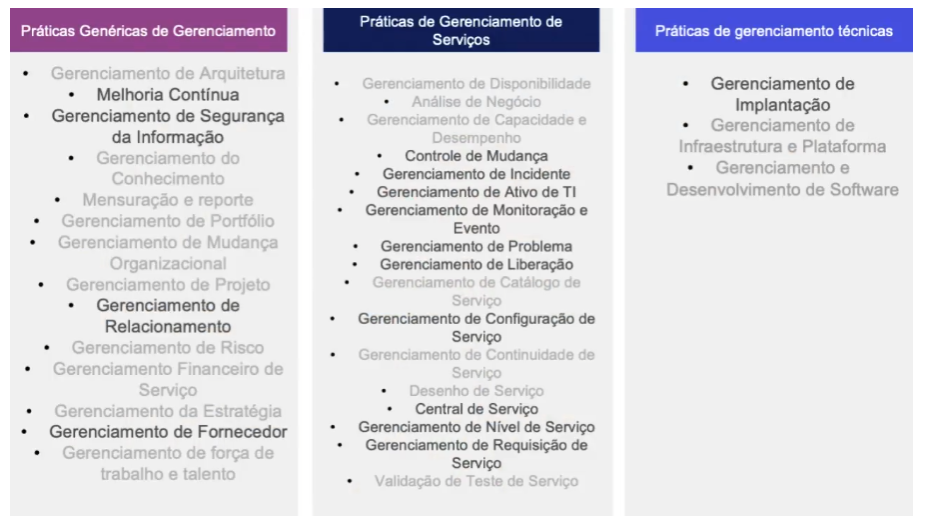 Práticas Genéricas de Gerenciamento
• Gerenciamento de Arquitetura
• Melhoria Contínua
• Gerenciamento de Segurança
da Informação
• Gerenciamento do
Conhecimento
• Mensuração e reporte
• Gerenciamento de Portfólio
• Gerenciamento de Mudança
Organizacional
• Gerenciamento de Projeto
• Gerenciamento de
Relacionamento
• Gerenciamento de Risco
• Gerenciamento Financeiro de
Serviço
• Gerenciamento da Estratégia
• Gerenciamento de Fornecedor
• Gerenciamento de força de
trabalho e talento
Práticas de Gerenciamento de
Serviços
• Gerenciamento de Disponibilidade
• Análise de Negócio
• Gerenciamento de Capacidade e
Desempenho
• Controle de Mudança
• Gerenciamento de Incidente
• Gerenciamento de Ativo de TI
• Gerenciamento de Monitoração e
Evento
• Gerenciamento de Problema
• Gerenciamento de Liberação
• Gerenciamento de Catálogo de
Serviço
• Gerenciamento de Configuração de
Serviço
• Gerenciamento de Continuidade de
Serviço
• Desenho de Serviço
• Central de Serviço
• Gerenciamento de Nível de Serviço
• Gerenciamento de Requisição de
Serviço
• Validação de Teste de Serviço
Práticas de gerenciamento técnicas
• Gerenciamento de
Implantação
• Gerenciamento de
Infraestrutura e Plataforma
• Gerenciamento e
Desenvolvimento de Software